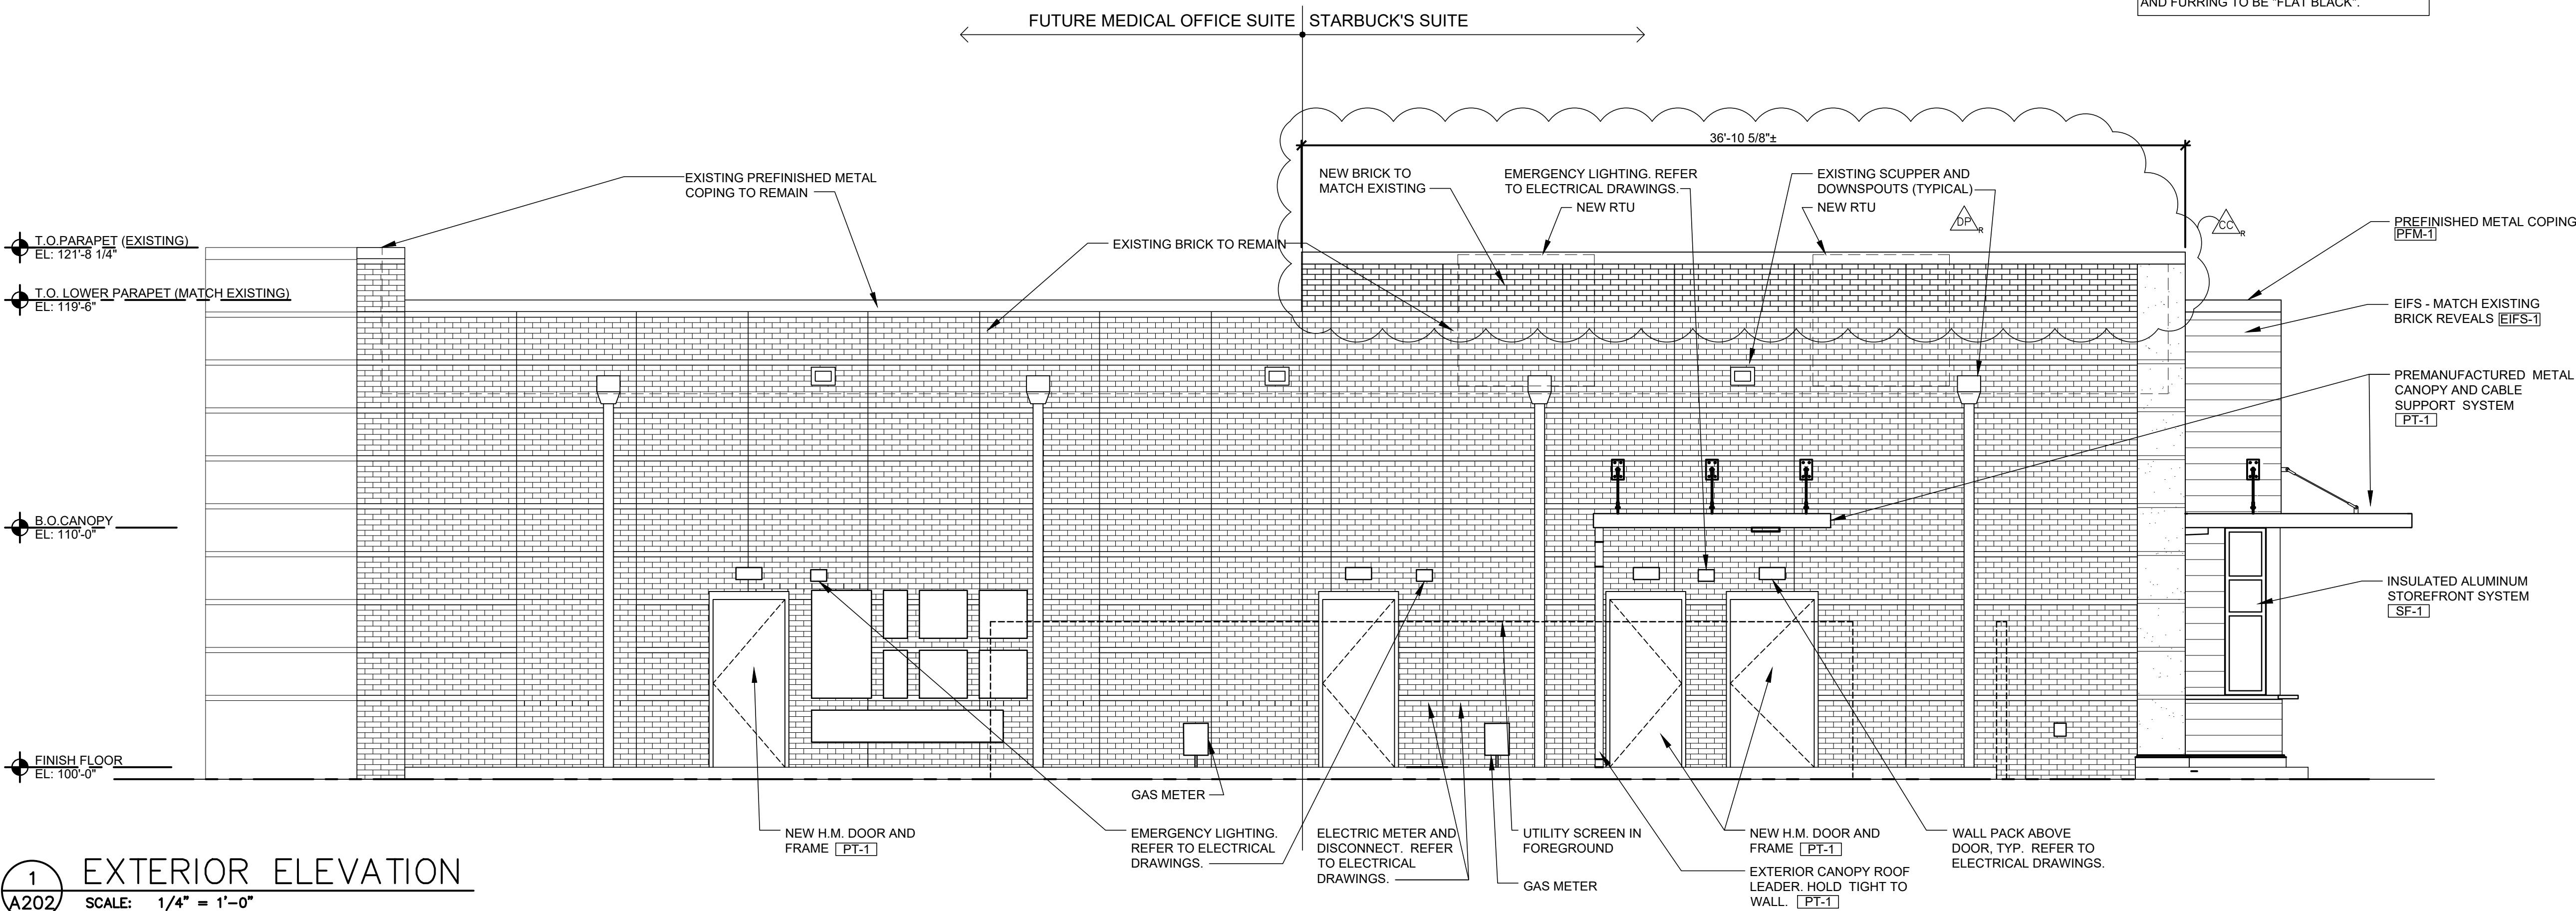 AND FURRING TO BE "FLAT BLACK".
FUTURE MEDICAL OFFICE SUITE
STARBUCK'S SUITE
36'-10 5/8"±
EXISTING PREFINISHED METAL
COPING TO REMAIN
NEW BRICK TO
MATCH EXISTING
EMERGENCY LIGHTING. REFER
TO ELECTRICAL DRAWINGS.
NEW RTU
EXISTING SCUPPER AND
DOWNSPOUTS (TYPICAL)
NEW RTU
DP
R
CC
R
PREFINISHED METAL COPING
PFM-1
T.O.PARAPET (EXISTING)
EL: 121'-8 1/4"
EXISTING BRICK TO REMAIN
T.O. LOWER PARAPET (MATCH EXISTING)
EL: 119'-6"
EIFS - MATCH EXISTING
BRICK REVEALS EIFS-1
PREMANUFACTURED METAL
CANOPY AND CABLE
SUPPORT SYSTEM
PT-1
B.O.CANOPY
EL: 110'-0"
INSULATED ALUMINUM
STOREFRONT SYSTEM
SF-1
FINISH FLOOR
EL: 100'-0"
GAS METER
NEW H.M. DOOR AND
FRAME PT-1
EMERGENCY LIGHTING.
REFER TO ELECTRICAL
DRAWINGS.
ELECTRIC METER AND
DISCONNECT. REFER
TO ELECTRICAL
DRAWINGS.
UTILITY SCREEN IN
FOREGROUND
GAS METER
NEW H.M. DOOR AND
FRAME PT-1
EXTERIOR CANOPY ROOF
LEADER. HOLD TIGHT TO
WALL. PT-1
WALL PACK ABOVE
DOOR, TYP. REFER TO
ELECTRICAL DRAWINGS.
1
A202
EXTERIOR ELEVATION
SCALE: 1/4" = 1'-0"